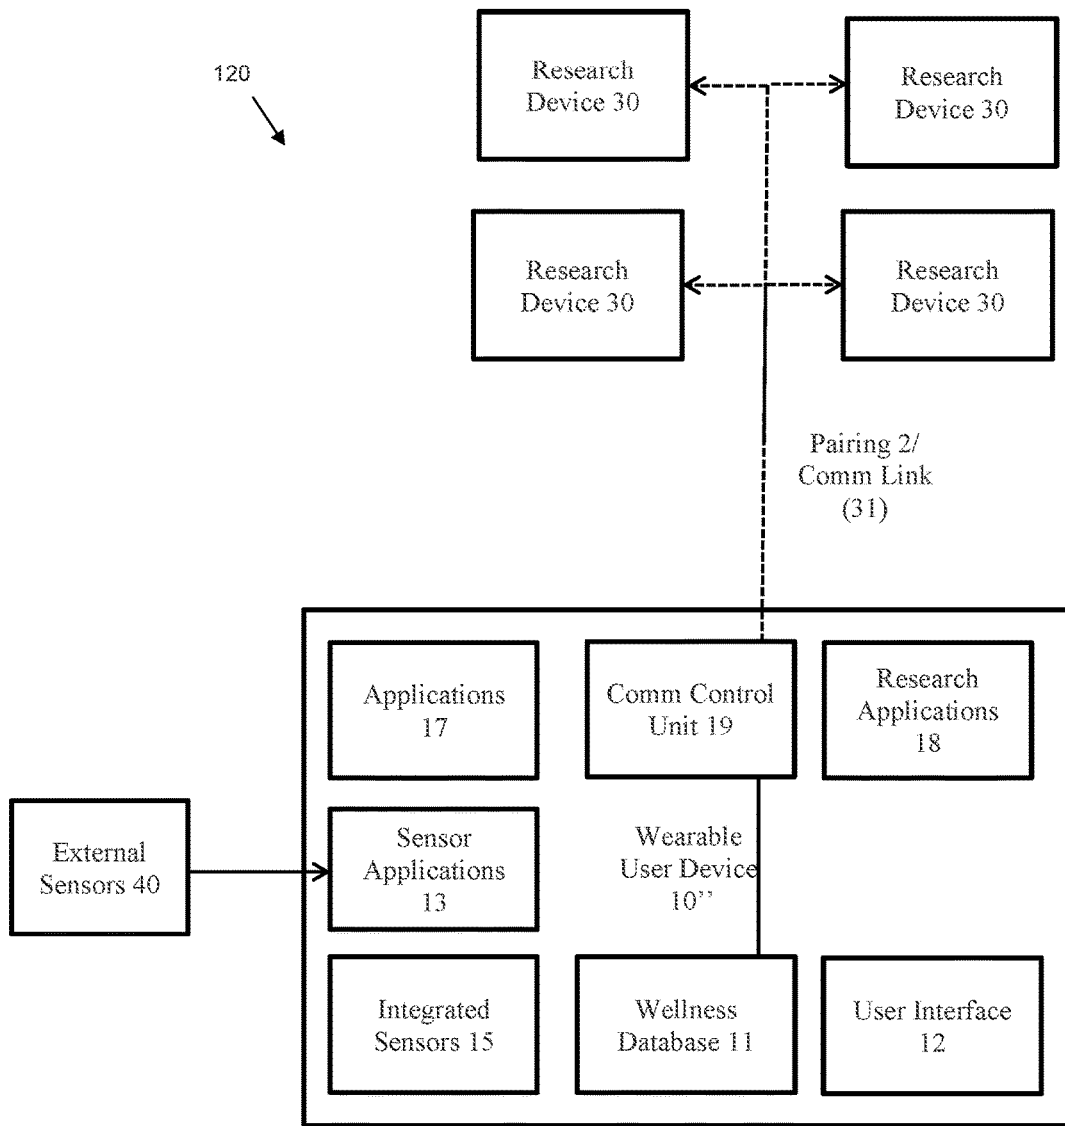 120
Research
Device 30
Research
Device 30
Research
Device 30
Research
Device 30
Pairing 2/
Comm Link
(31)
Applications
17
Comm Control
Unit 19
Research
Applications
18
External
Sensors 40
Sensor
Applications
13
Wearable
User Device
10’’
Integrated
Sensors 15
Wellness
Database 11
User Interface
12